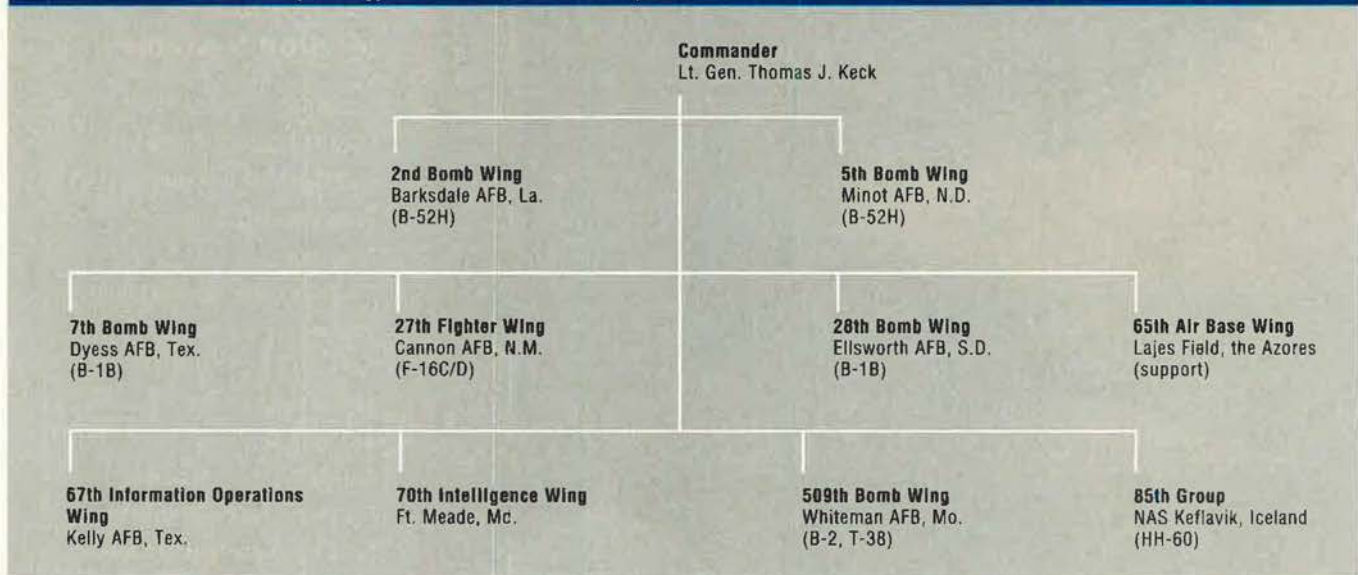 Commander
Lt. Gen. Thomas J. Keck
2nd Bomb Wing
Barksdale AFB, La.
(B-52H)
5th Bomb Wing
Minot AFB, N.D.
(B-52H)
7th Bomb Wing
Dyess AFB, Tex.
(B-1B)
27th Fighter Wing
Cannon AFB, N.M.
(F-16C/D)
28th Bomb Wing
Ellsworth AFB, S.D.
(B-1B)
65th Air Base Wing
Lajes Field, the Azores
(support)
67th Information Operations
Wing
Kelly AFB, Tex.
70th Intelligence Wing
Ft. Meade, Mc.
509th Bomb Wing
Whiteman AFB, Mo.
(B-2, T-38)
85th Group
NAS Keflavik, Iceland
(HH-60)